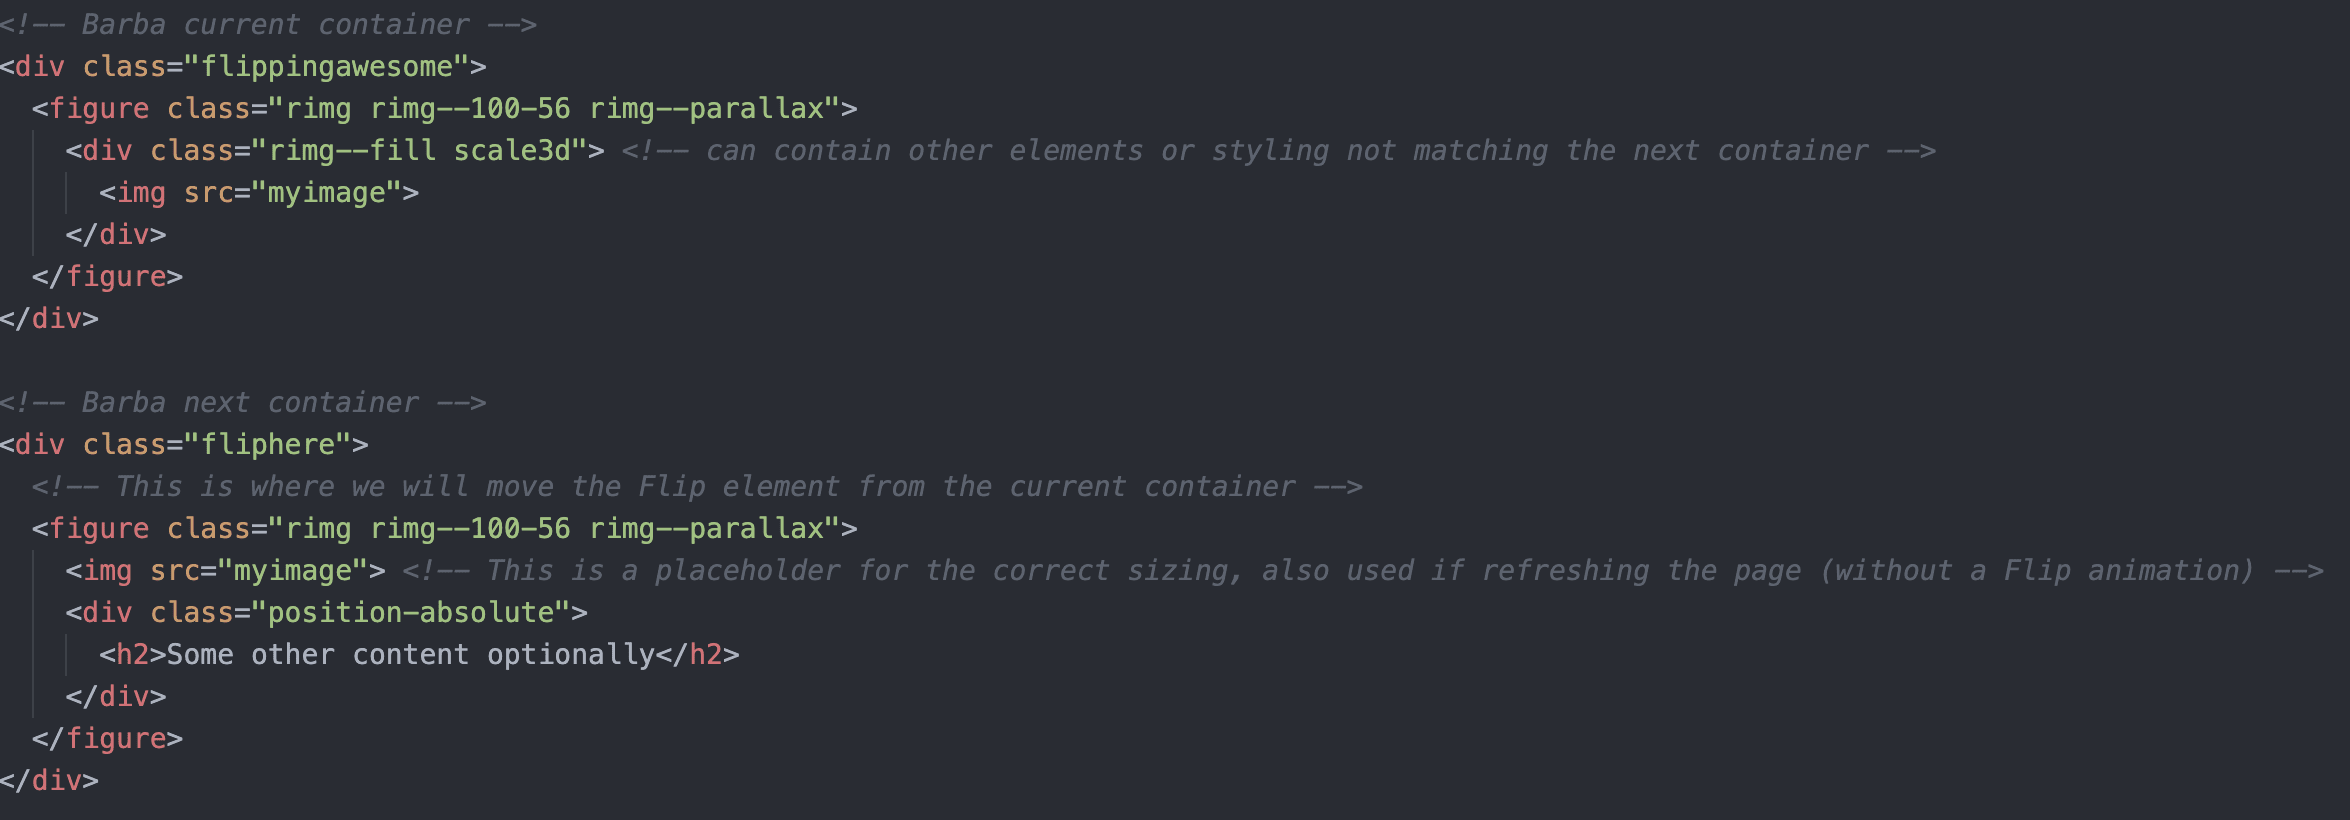 <!-- Barba current container -->
<div class="flippingawesome">
  <figure class="rimg rimg--100-56 rimg--parallax">
    <div class="rimg--fill scale3d"> <!-- can contain other elements or styling not matching the next container -->
      <img src="myimage">
    </div>
  </figure>
</div>

<!-- Barba next container -->
<div class="fliphere">
  <!-- This is where we will move the Flip element from the current container -->
  <figure class="rimg rimg--100-56 rimg--parallax">
    <img src="myimage"> <!-- This is a placeholder for the correct sizing, also used if refreshing the page (without a Flip animation) -->
    <div class="position-absolute">
      <h2>Some other content optionally</h2>
    </div>
  </figure>
</div>